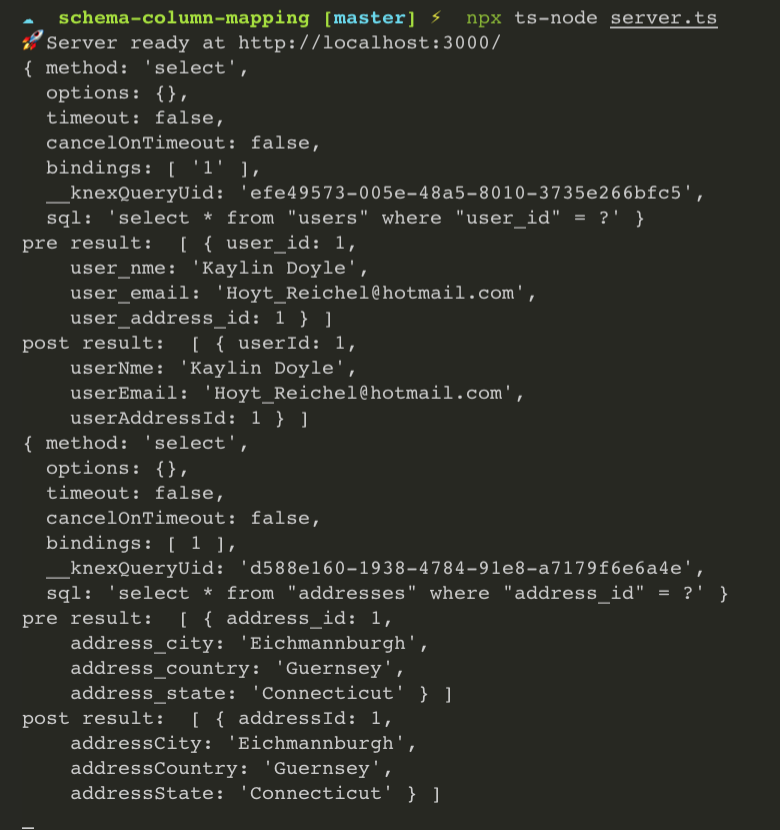 schema-column-mapping [master] ⚡ npx ts-node server.ts
🚀Server ready at http://localhost:3000/
{ method: 'select',
  options: {},
  timeout: false,
  cancelOnTimeout: false,
  bindings: [ '1' ],
  __knexQueryUid: 'efe49573-005e-48a5-8010-3735e266bfc5',
  sql: 'select * from "users" where "user_id" = ?' }
pre result:  [ { user_id: 1,
    user_nme: 'Kaylin Doyle',
    user_email: 'Hoyt_Reichel@hotmail.com',
    user_address_id: 1 } ]
post result:  [ { userId: 1,
    userNme: 'Kaylin Doyle',
    userEmail: 'Hoyt_Reichel@hotmail.com',
    userAddressId: 1 } ]
{ method: 'select',
  options: {},
  timeout: false,
  cancelOnTimeout: false,
  bindings: [ 1 ],
  __knexQueryUid: 'd588e160-1938-4784-91e8-a7179f6e6a4e',
  sql: 'select * from "addresses" where "address_id" = ?' }
pre result:  [ { address_id: 1,
    address_city: 'Eichmannburgh',
    address_country: 'Guernsey',
    address_state: 'Connecticut' } ]
post result:  [ { addressId: 1,
    addressCity: 'Eichmannburgh',
    addressCountry: 'Guernsey',
    addressState: 'Connecticut' } ]